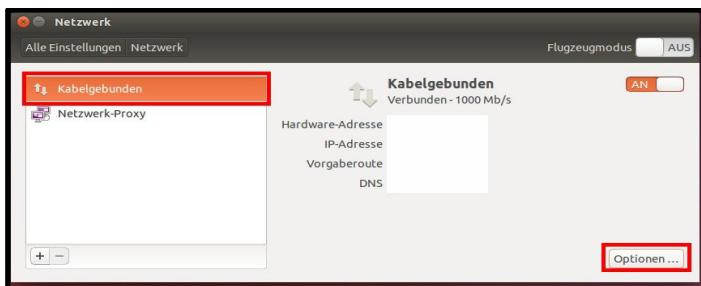 Netzwerk
Alle Einstellungen Netzwerk
Flugzeugmodus AUS
Kabelgebunden
Netzwerk-Proxy
Kabelgebunden
Verbunden - 1000 Mb/s
AN
Hardware-Adresse
IP-Adresse
Vorgaberoute
DNS
+ −
Optionen ...